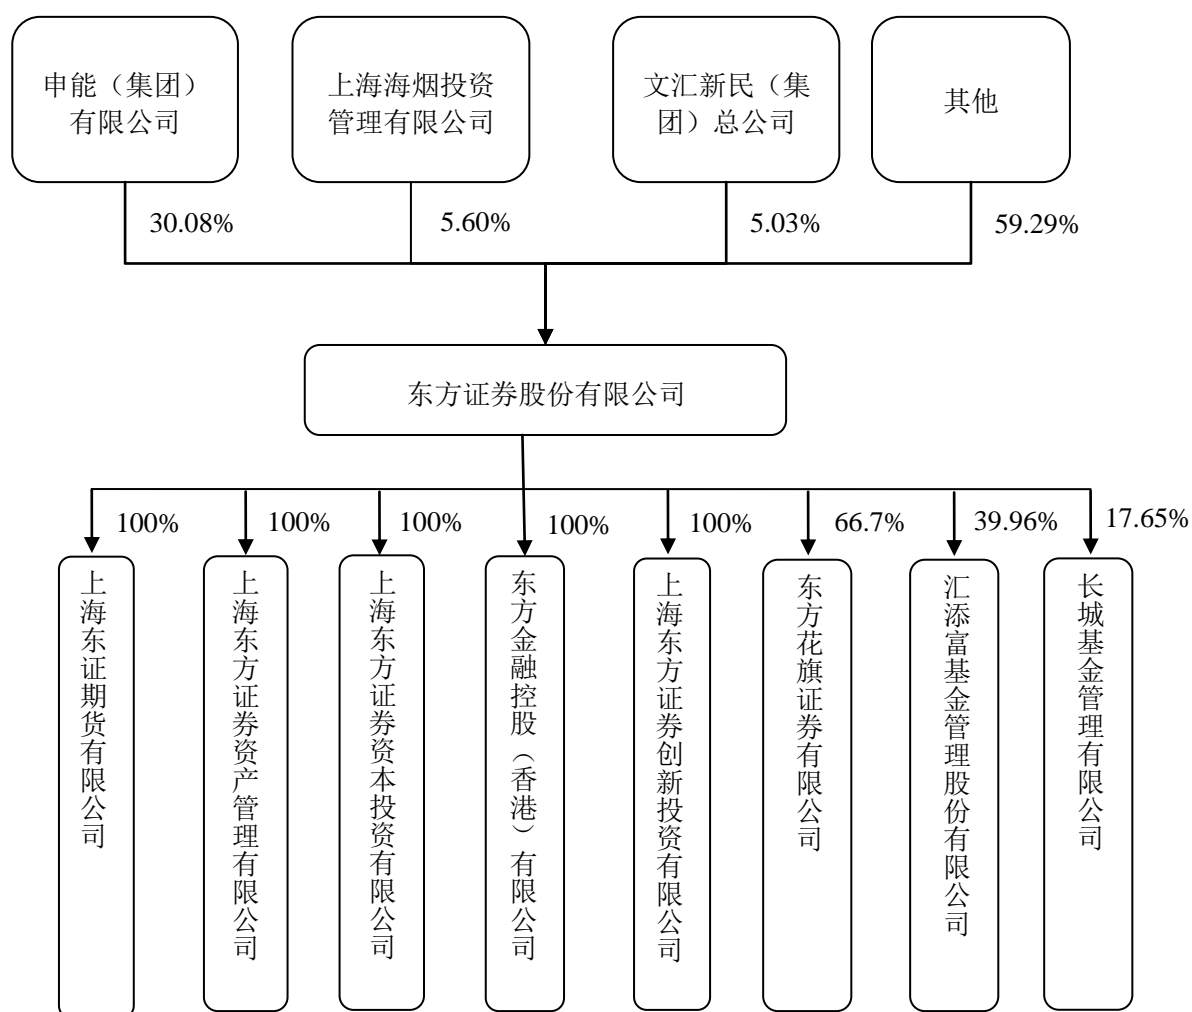 申能（集团）
有限公司
上海海烟投资
管理有限公司
文汇新民（集
团）总公司
其他
30.08%
5.60%
5.03%
59.29%
东方证券股份有限公司
100%
100%
100%
100%
100%
66.7%
39.96%
17.65%
上海东证期货有限公司
上海东方证券资产管理有限公司
上海东方证券资本投资有限公司
东方金融控股（香港）有限公司
上海东方证券创新投资有限公司
东方花旗证券有限公司
汇添富基金管理股份有限公司
长城基金管理有限公司